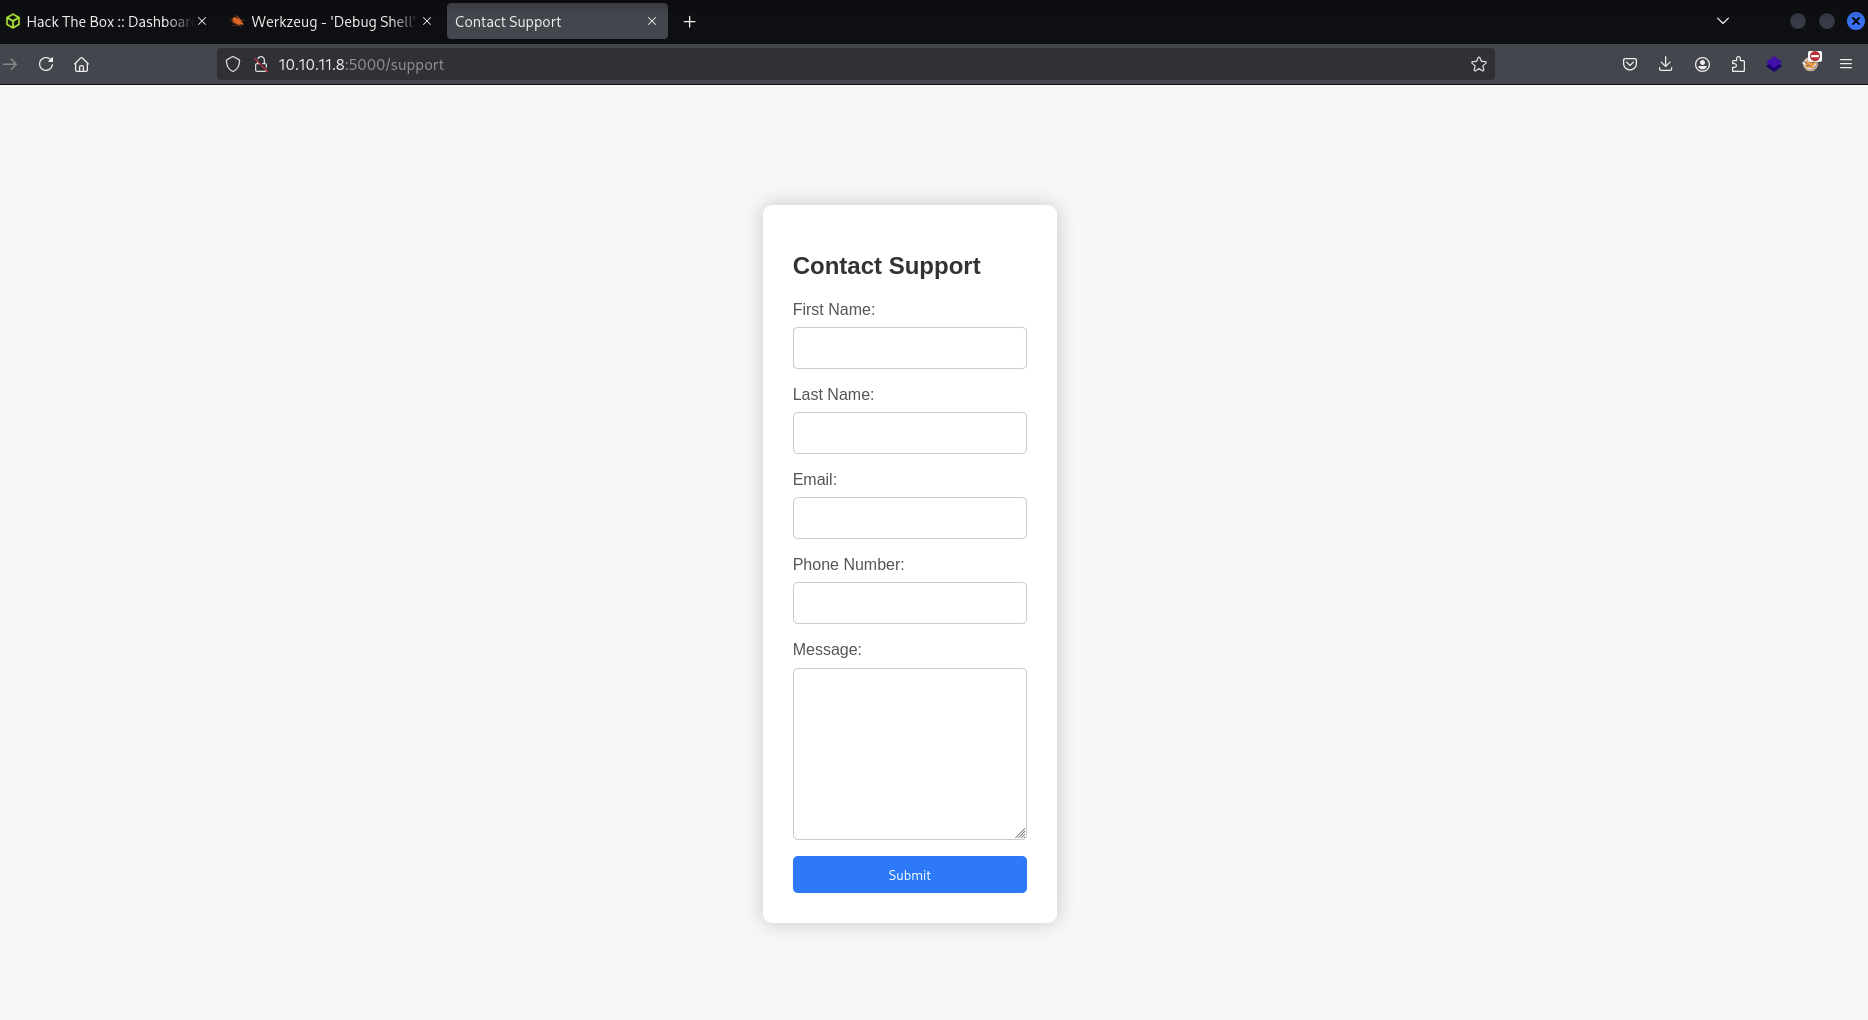 Hack The Box :: Dashboar
Werkzeug - 'Debug Shell'
Contact Support
10.10.11.8:5000/support
Contact Support
First Name:
Last Name:
Email:
Phone Number:
Message:
Submit